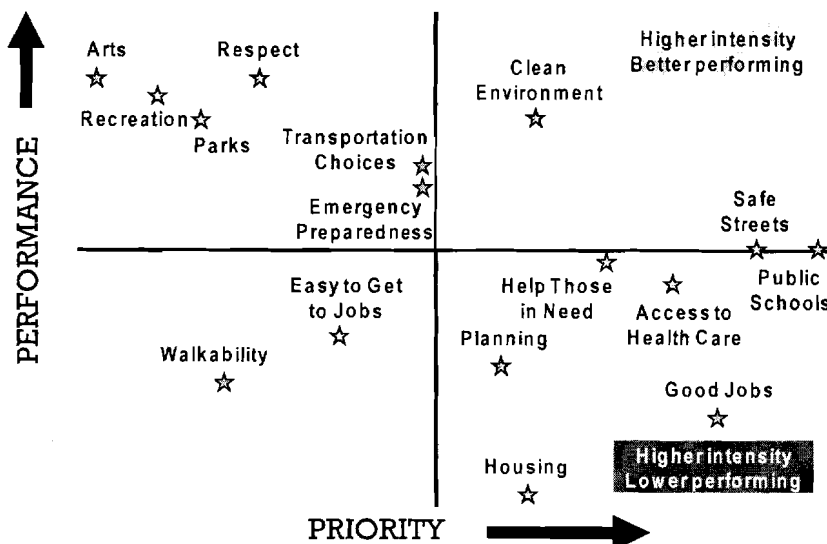 Arts
Respect
Higher intensity
Better performing
Clean
Environment
Recreation
Parks
Transportation
Choices
Emergency
Preparedness
Safe
Streets
PERFORMANCE
Easy to Get
to Jobs
Help Those
in Need
Public
Schools
Access to
Health Care
Walkability
Planning
Good Jobs
Housing
Higher intensity
Lower performing
PRIORITY